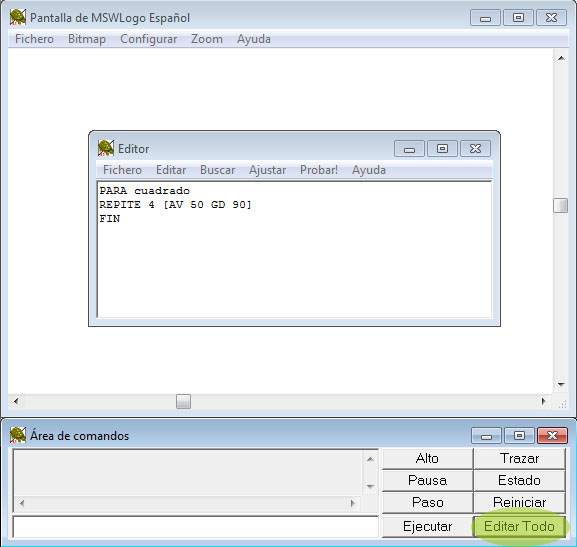 Pantalla de MSWLogo Español
Fichero Bitmap Configurar Zoom Ayuda
Editor
Fichero Editar Buscar Ajustar Probar! Ayuda
PARA cuadrado
REPITE 4 [AV 50 GD 90]
FIN
Área de comandos
Alto Trazar
Pausa Estado
Paso Reiniciar
Ejecutar Editar Todo